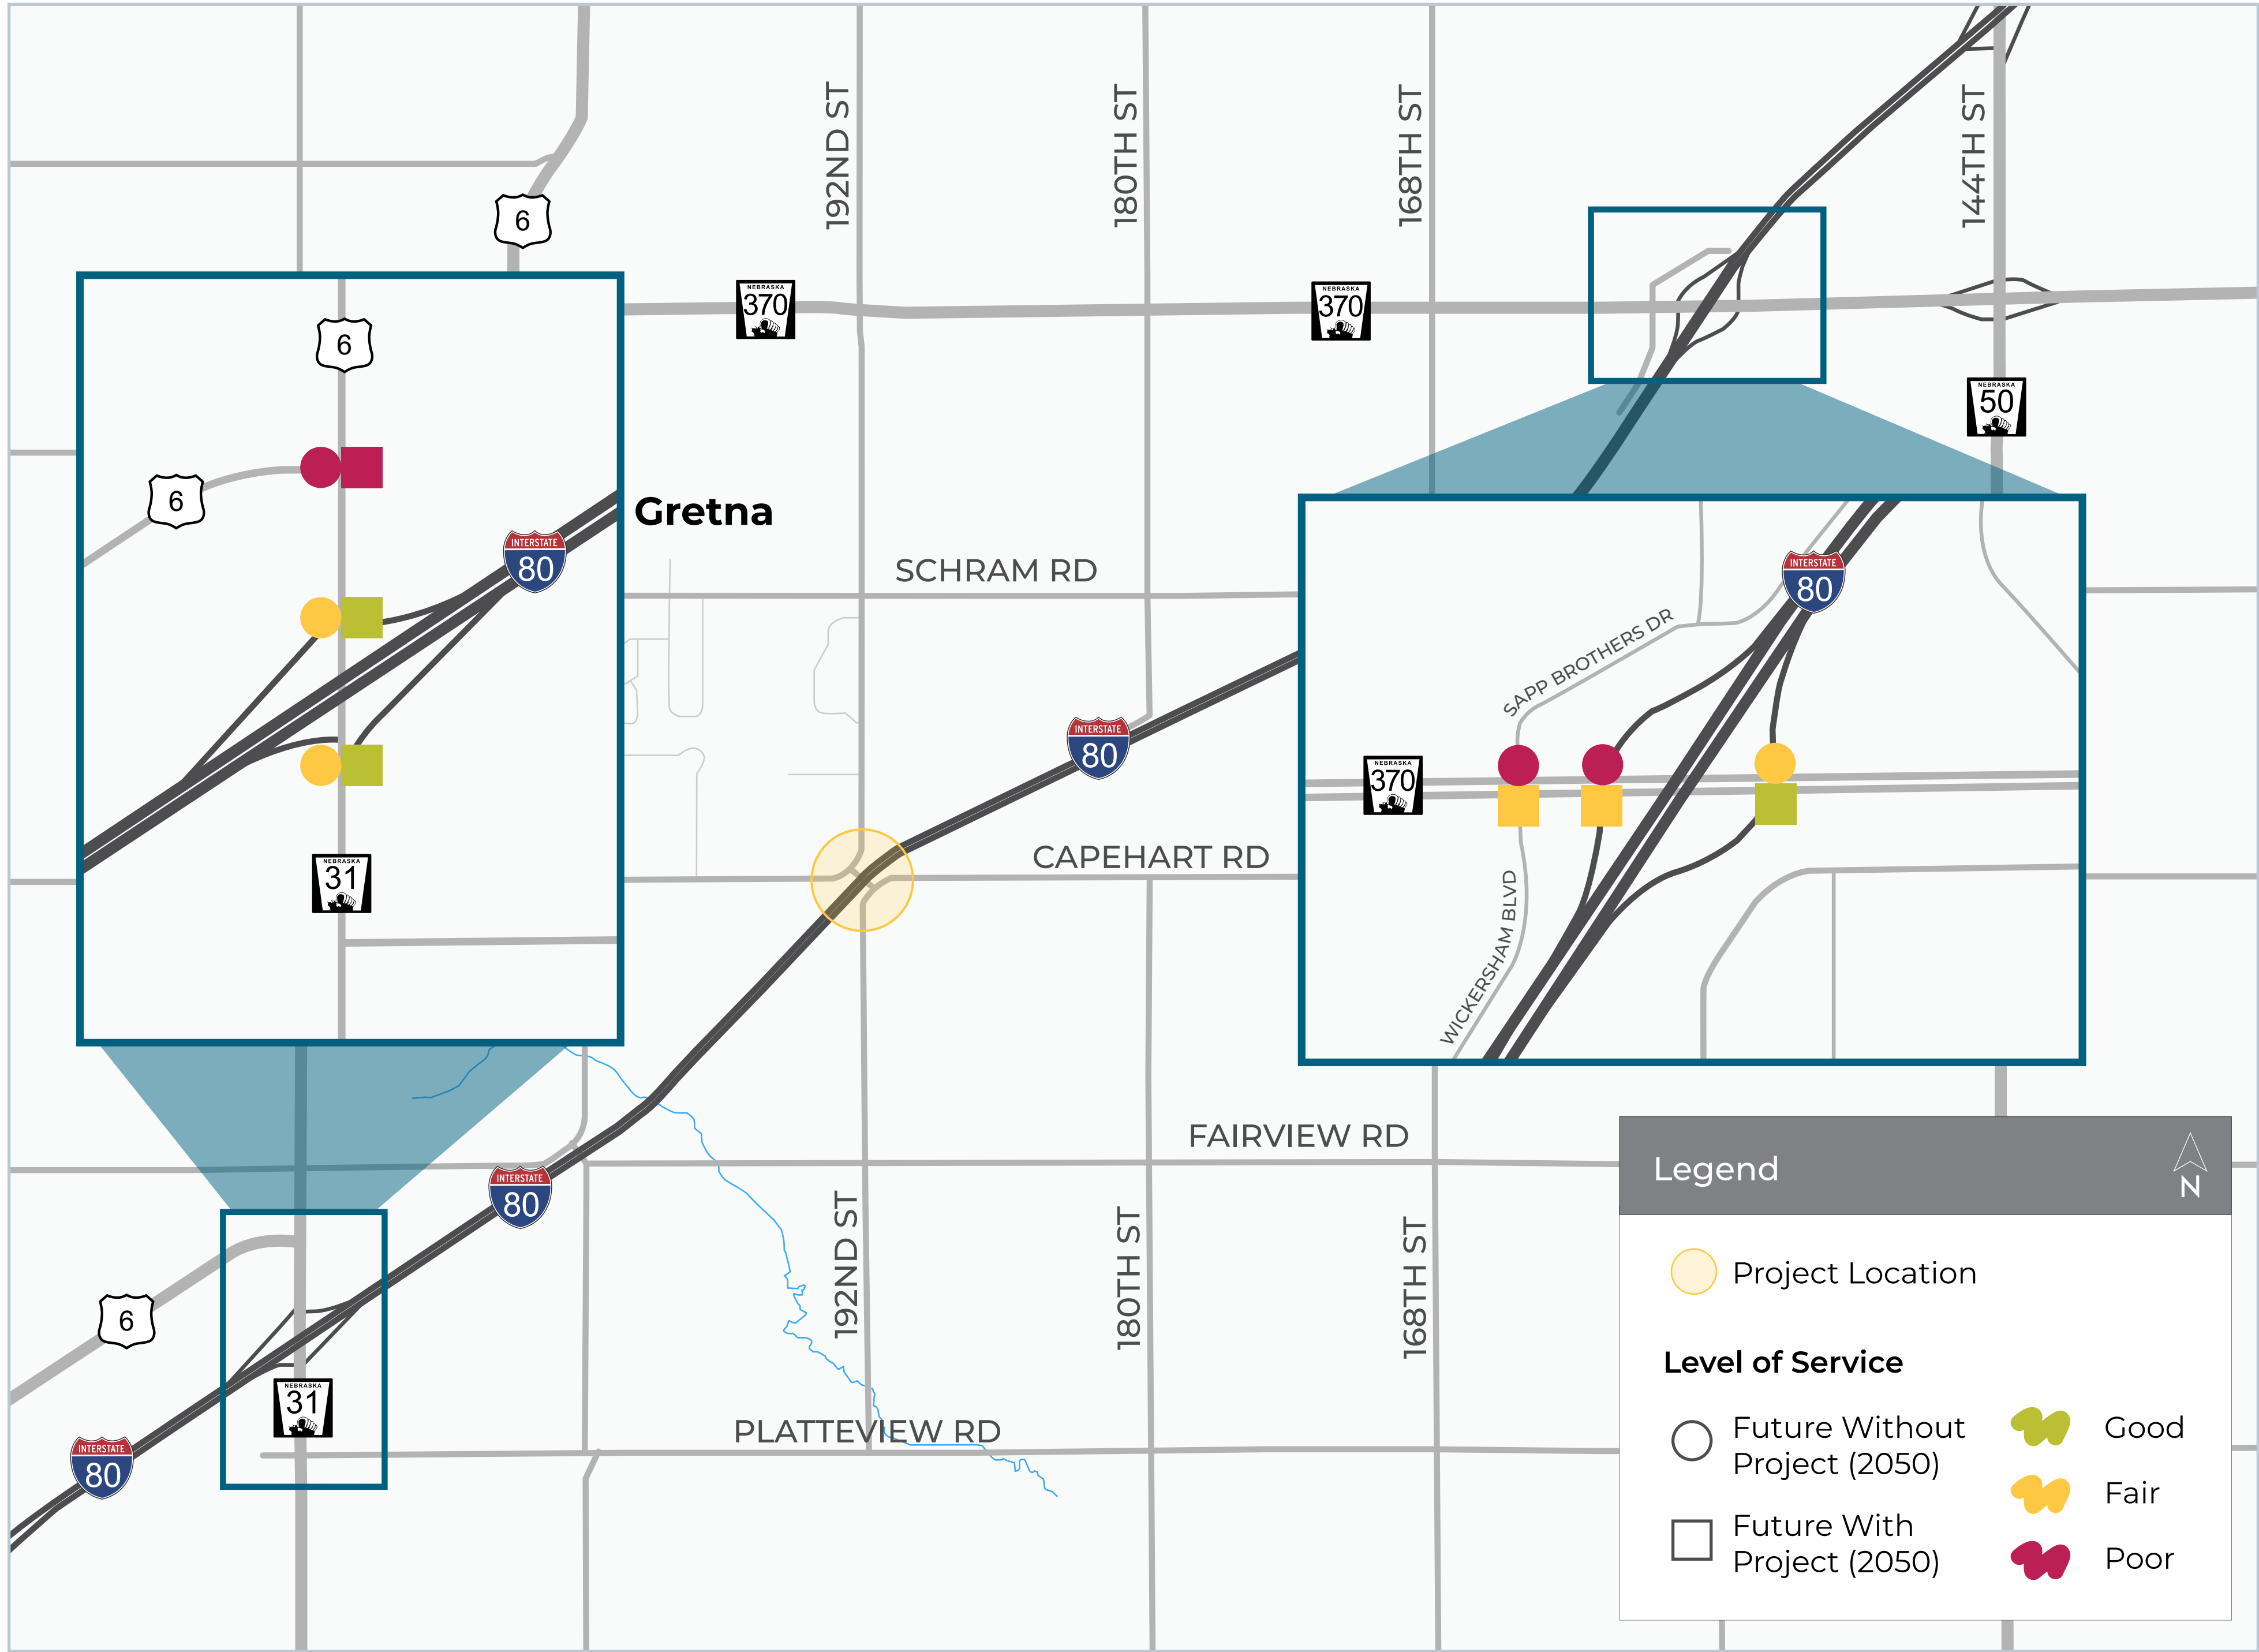 192ND ST
180TH ST
168TH ST
144TH ST
6
NEBRASKA
370
NEBRASKA
370
NEBRASKA
50
6
6
INTERSTATE
80
NEBRASKA
31
Gretna
SCHRAM RD
INTERSTATE
80
CAPEHART RD
INTERSTATE
80
SAPP BROTHERS DR
NEBRASKA
370
WICKERSHAM BLVD
FAIRVIEW RD
INTERSTATE
80
192ND ST
180TH ST
168TH ST
6
NEBRASKA
31
INTERSTATE
80
PLATTEVIEW RD
Legend
N
Project Location
Level of Service
Future Without
Project (2050)
Future With
Project (2050)
Good
Fair
Poor